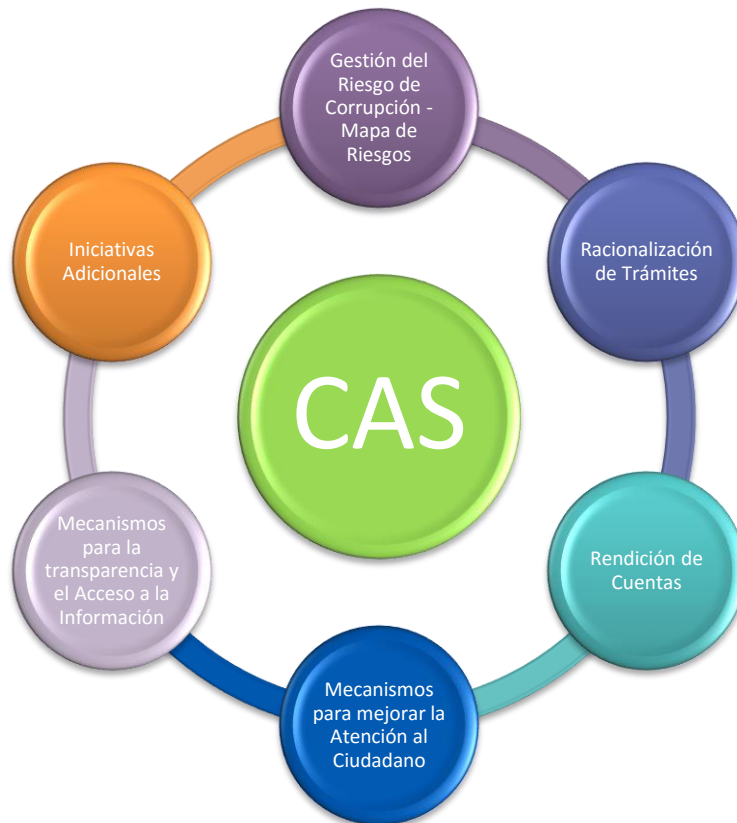 Gestión del
Riesgo de
Corrupción -
Mapa de
Riesgos
Racionalización
de Trámites
Rendición de
Cuentas
Mecanismos
para mejorar la
Atención al
Ciudadano
Mecanismos
para la
transparencia y
el Acceso a la
Información
Iniciativas
Adicionales
CAS